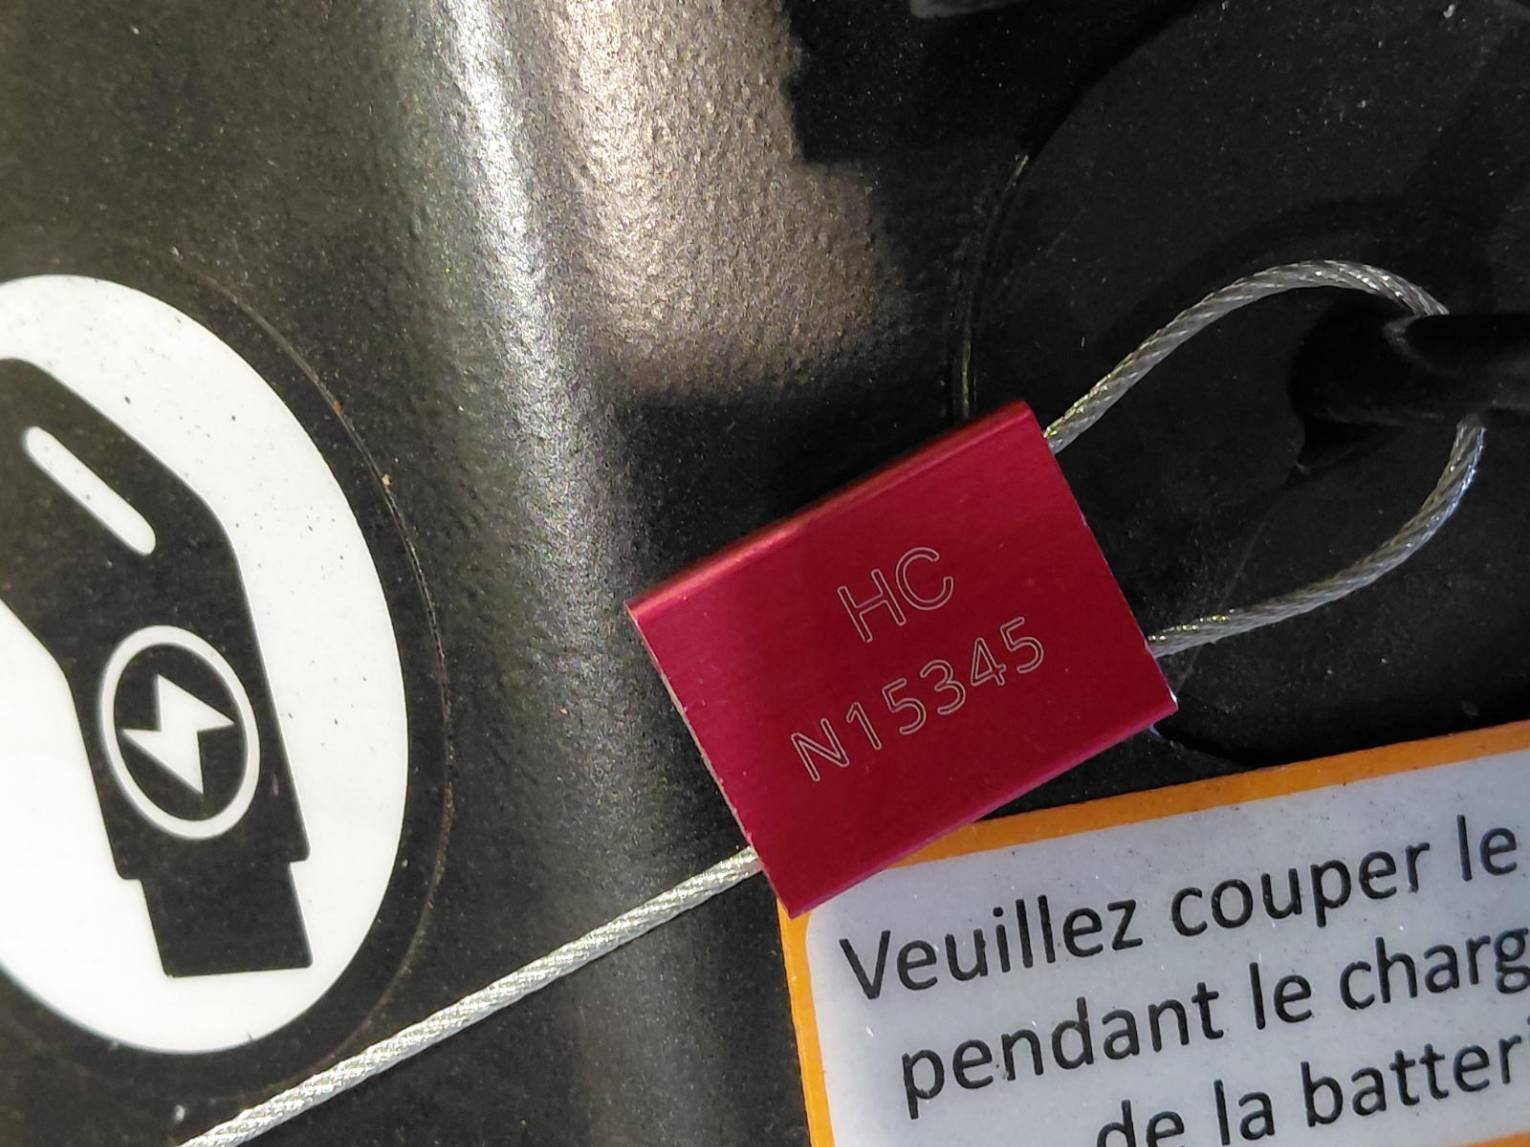 HC
N15345
Veuillez couper le
pendant le charg
de la batter